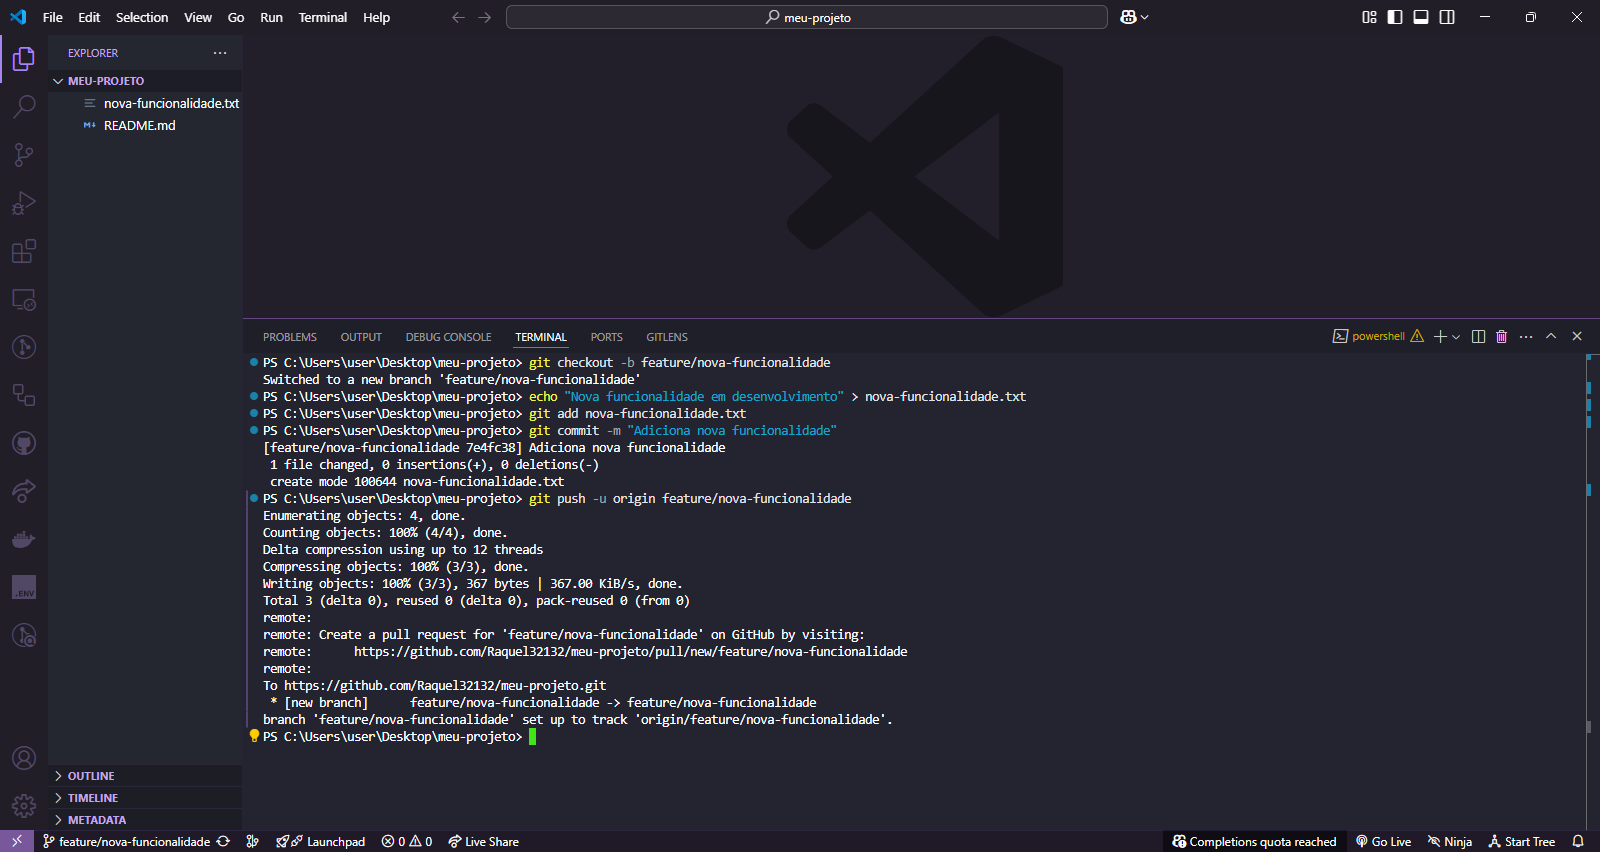 File Edit Selection View Go Run Terminal Help
meu-projeto
EXPLORER
MEU-PROJETO
nova-funcionalidade.txt
M+ README.md
PROBLEMS OUTPUT DEBUG CONSOLE TERMINAL PORTS GITLENS
powershell
PS C:\Users\user\Desktop\meu-projeto> git checkout -b feature/nova-funcionalidade
Switched to a new branch 'feature/nova-funcionalidade'
PS C:\Users\user\Desktop\meu-projeto> echo "Nova funcionalidade em desenvolvimento" > nova-funcionalidade.txt
PS C:\Users\user\Desktop\meu-projeto> git add nova-funcionalidade.txt
PS C:\Users\user\Desktop\meu-projeto> git commit -m "Adiciona nova funcionalidade"
[feature/nova-funcionalidade 7e4fc38] Adiciona nova funcionalidade
 1 file changed, 0 insertions(+), 0 deletions(-)
 create mode 100644 nova-funcionalidade.txt
PS C:\Users\user\Desktop\meu-projeto> git push -u origin feature/nova-funcionalidade
Enumerating objects: 4, done.
Counting objects: 100% (4/4), done.
Delta compression using up to 12 threads
Compressing objects: 100% (3/3), done.
Writing objects: 100% (3/3), 367 bytes | 367.00 KiB/s, done.
Total 3 (delta 0), reused 0 (delta 0), pack-reused 0 (from 0)
remote:
remote: Create a pull request for 'feature/nova-funcionalidade' on GitHub by visiting:
remote:      https://github.com/Raquel32132/meu-projeto/pull/new/feature/nova-funcionalidade
remote:
To https://github.com/Raquel32132/meu-projeto.git
 * [new branch]      feature/nova-funcionalidade -> feature/nova-funcionalidade
branch 'feature/nova-funcionalidade' set up to track 'origin/feature/nova-funcionalidade'.
PS C:\Users\user\Desktop\meu-projeto>
.ENV
OUTLINE
TIMELINE
METADATA
feature/nova-funcionalidade Launchpad 0 0 Live Share Completions quota reached Go Live Ninja Start Tree